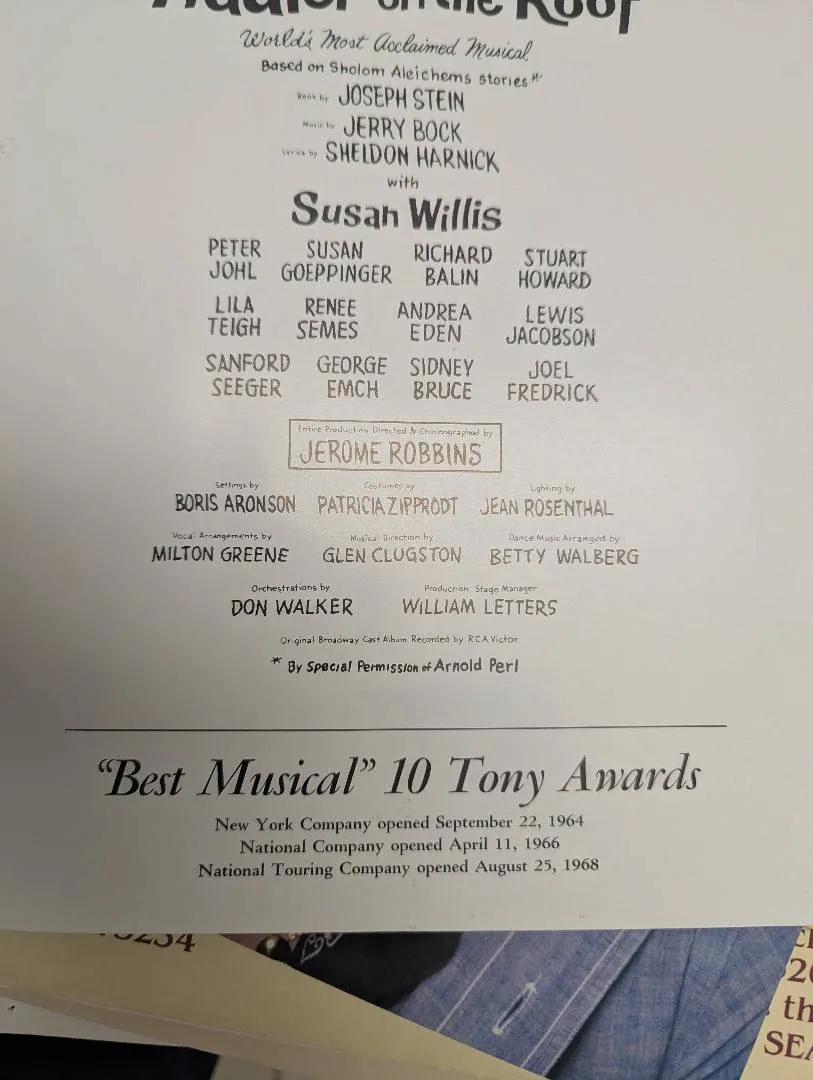 Fiddler on the Roof
World's Most Acclaimed Musical
Based on Sholom Aleichems stories*
Book by JOSEPH STEIN
Music by JERRY BOCK
Lyrics by SHELDON HARNICK
with
Susan Willis
PETER JOHL SUSAN GOEPPINGER RICHARD BALIN STUART HOWARD
LILA TEIGH RENEE SEMES ANDREA EDEN LEWIS JACOBSON
SANFORD SEEGER GEORGE EMCH SIDNEY BRUCE JOEL FREDRICK
Entire Production Directed & Choreographed by
JEROME ROBBINS
Settings by Costumes by Lighting by
BORIS ARONSON PATRICIA ZIPPRODT JEAN ROSENTHAL
Vocal Arrangements by Musical Direction by Dance Music Arranged by
MILTON GREENE GLEN CLUGSTON BETTY WALBERG
Orchestrations by Production Stage Manager
DON WALKER WILLIAM LETTERS
Original Broadway Cast Album Recorded by RCA Victor
* By Special Permission of Arnold Perl
"Best Musical" 10 Tony Awards
New York Company opened September 22, 1964
National Company opened April 11, 1966
National Touring Company opened August 25, 1968